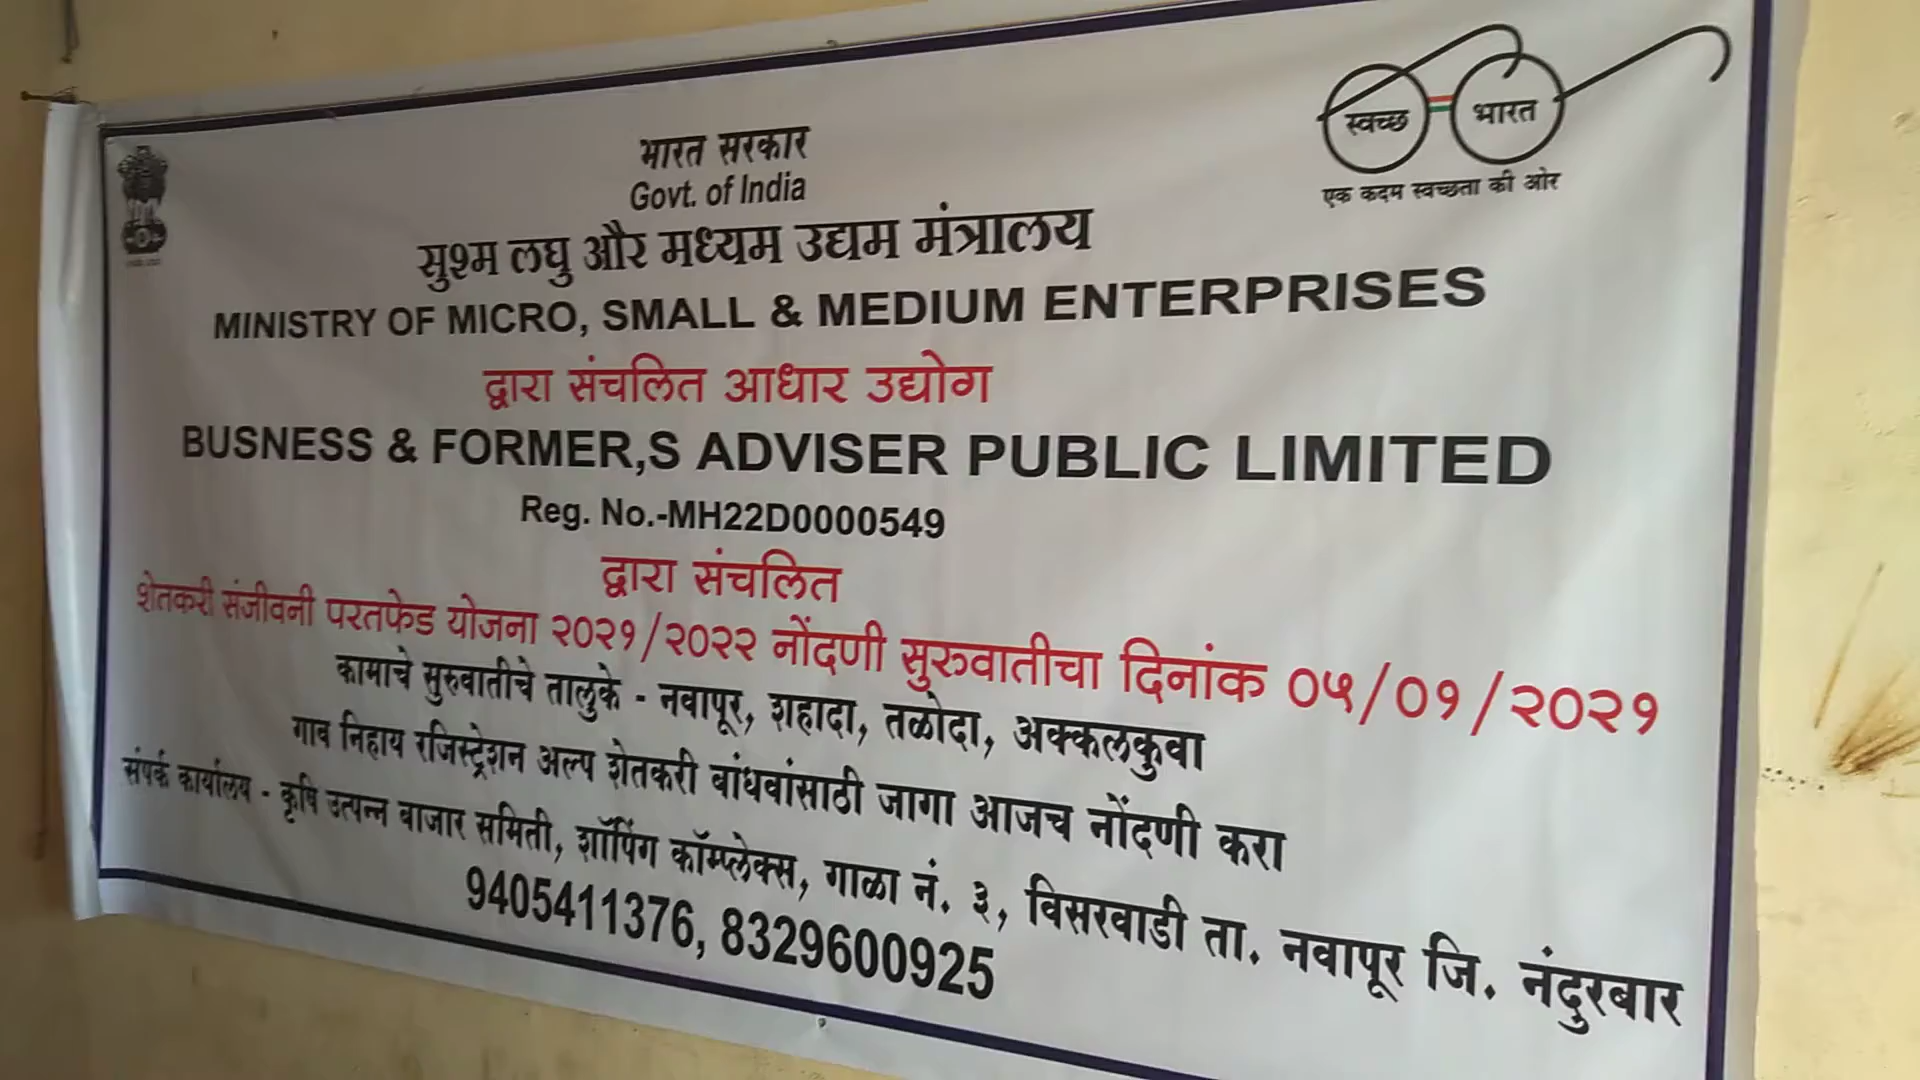 स्वच्छ भारत
एक कदम स्वच्छता की ओर
भारत सरकार
Govt. of India
सुश्म लघु और मध्यम उद्यम मंत्रालय
MINISTRY OF MICRO, SMALL & MEDIUM ENTERPRISES
द्वारा संचलित आधार उद्योग
BUSNESS & FORMER,S ADVISER PUBLIC LIMITED
Reg. No.-MH22D0000549
द्वारा संचलित
शेतकरी संजीवनी परतफेड योजना २०२१/२०२२ नोंदणी सुरुवातीचा दिनांक ०५/०१/२०२१
कामाचे सुरुवातीचे तालुके - नवापूर, शहादा, तळोदा, अक्कलकुवा
गाव निहाय रजिस्ट्रेशन अल्प शेतकरी बांधवांसाठी जागा आजच नोंदणी करा
संपर्क कार्यालय - कृषि उत्पन्न बाजार समिती, शॉपिंग कॉम्प्लेक्स, गाळा नं. ३, विसरवाडी ता. नवापूर जि. नंदुरबार
9405411376, 8329600925